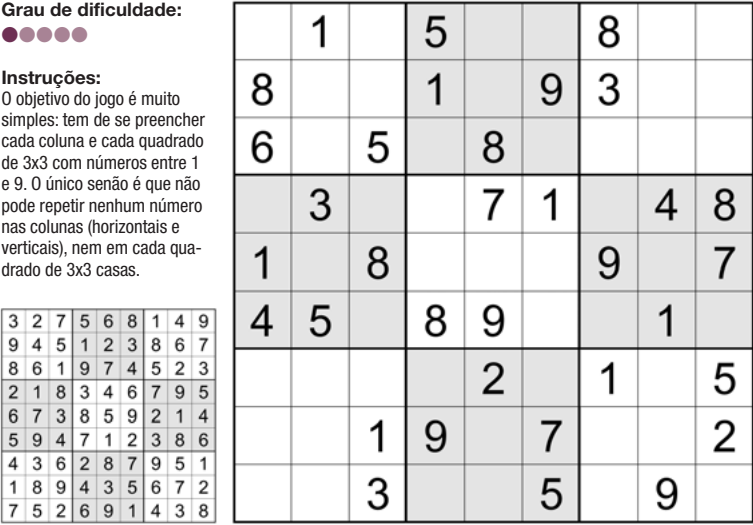 Grau de dificuldade:
Instruções:
O objetivo do jogo é muito
simples: tem de se preencher
cada coluna e cada quadrado
de 3x3 com números entre 1
e 9. O único senão é que não
pode repetir nenhum número
nas colunas (horizontais e
verticais), nem em cada qua-
drado de 3x3 casas.
3 2 7 5 6 8 1 4 9
9 4 5 1 2 3 8 6 7
8 6 1 9 7 4 5 2 3
2 1 8 3 4 6 7 9 5
6 7 3 8 5 9 2 1 4
5 9 4 7 1 2 3 8 6
4 3 6 2 8 7 9 5 1
1 8 9 4 3 5 6 7 2
7 5 2 6 9 1 4 3 8
1 5 8
8 1 9 3
6 5 8
3 7 1 4 8
1 8 9 7
4 5 8 9 1
2 1 5
1 9 7 2
3 5 9